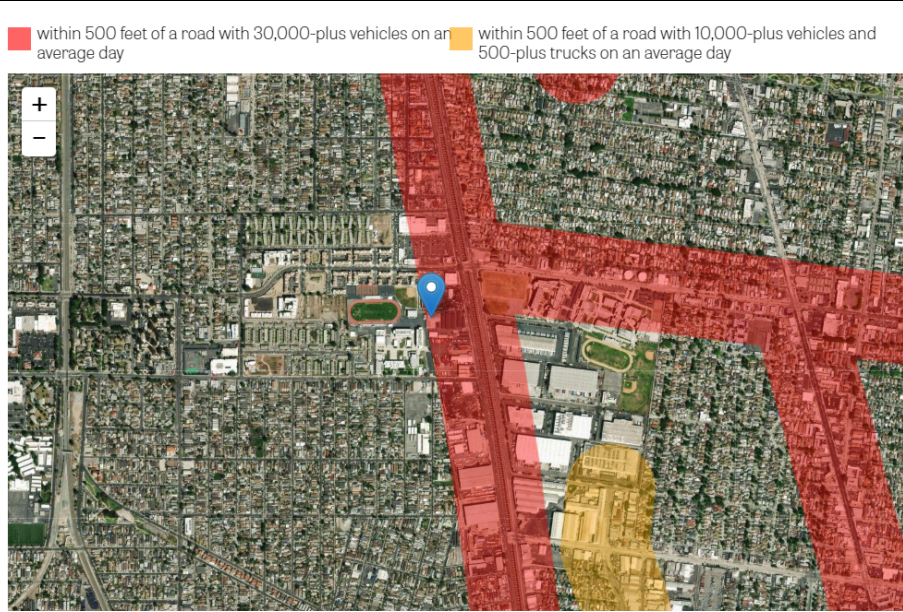 within 500 feet of a road with 30,000-plus vehicles on an
average day
within 500 feet of a road with 10,000-plus vehicles and
500-plus trucks on an average day
+
−